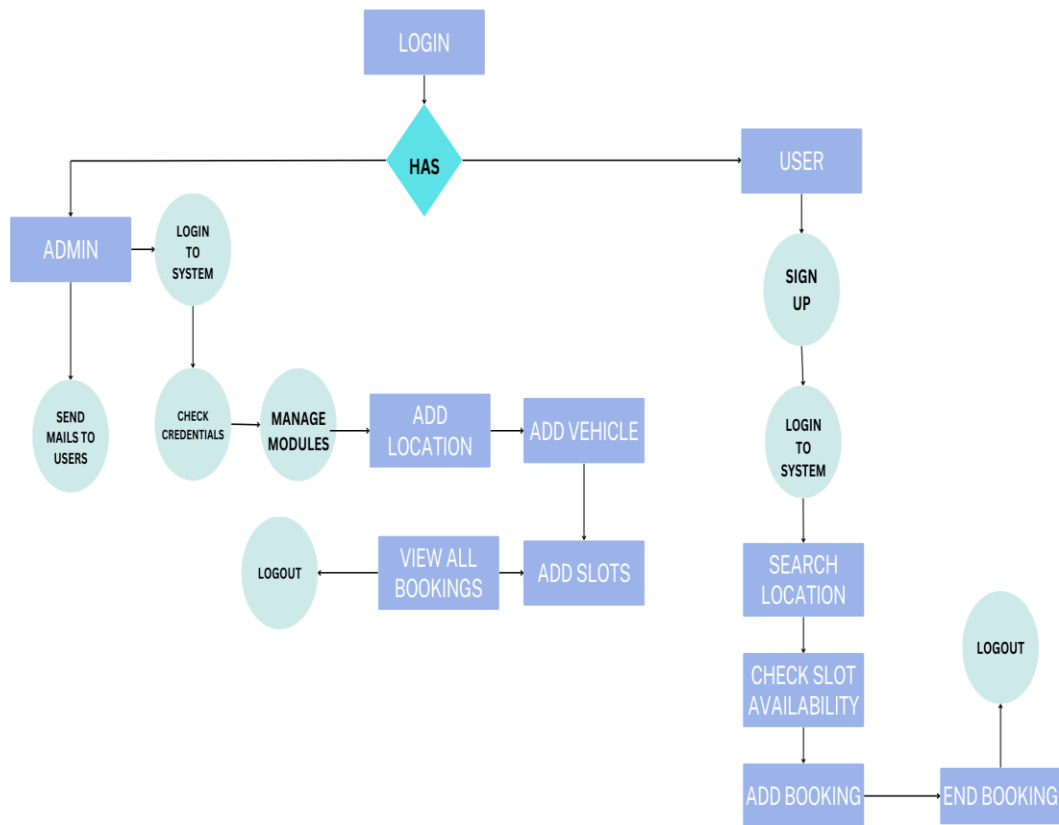 LOGIN
HAS
USER
ADMIN
LOGIN
TO
SYSTEM
SIGN
UP
SEND
MAILS TO
USERS
CHECK
CREDENTIALS
MANAGE
MODULES
ADD
LOCATION
ADD VEHICLE
LOGIN
TO
SYSTEM
LOGOUT
VIEW ALL
BOOKINGS
ADD SLOTS
SEARCH
LOCATION
LOGOUT
CHECK SLOT
AVAILABILITY
ADD BOOKING
END BOOKING